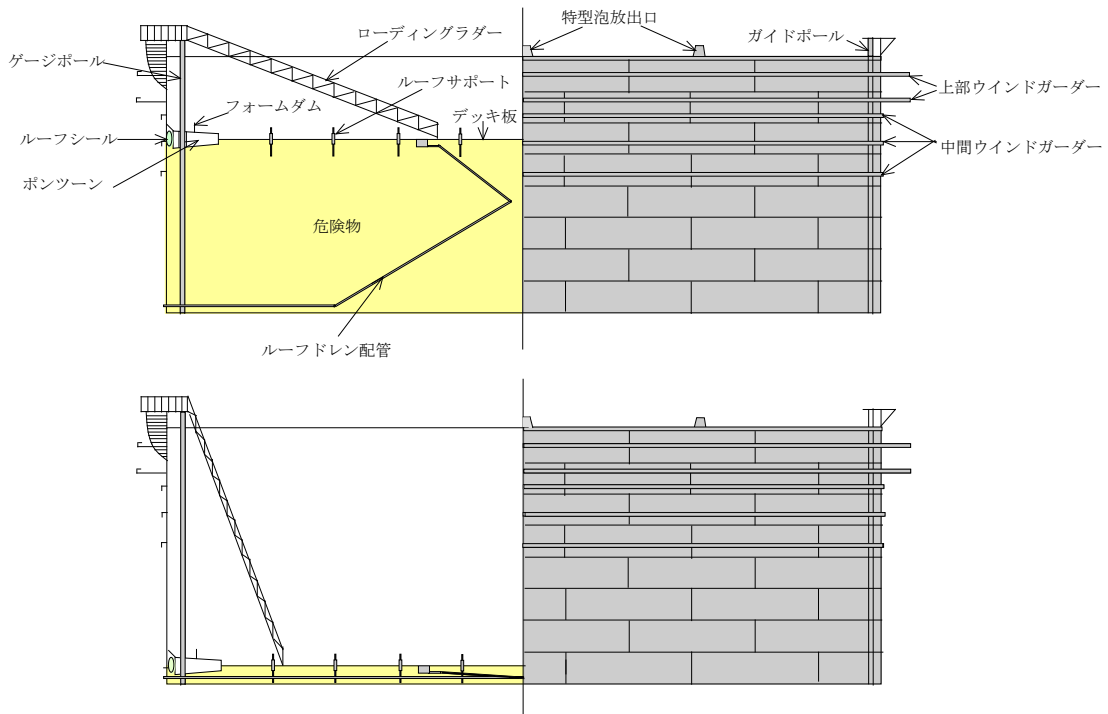 特型泡放出口
ガイドポール
ローディングラダー
ゲージポール
ルーフサポート
上部ウインドガーダー
フォームダム
デッキ板
ルーフシール
中間ウインドガーダー
ポンツーン
危険物
ルーフドレン配管